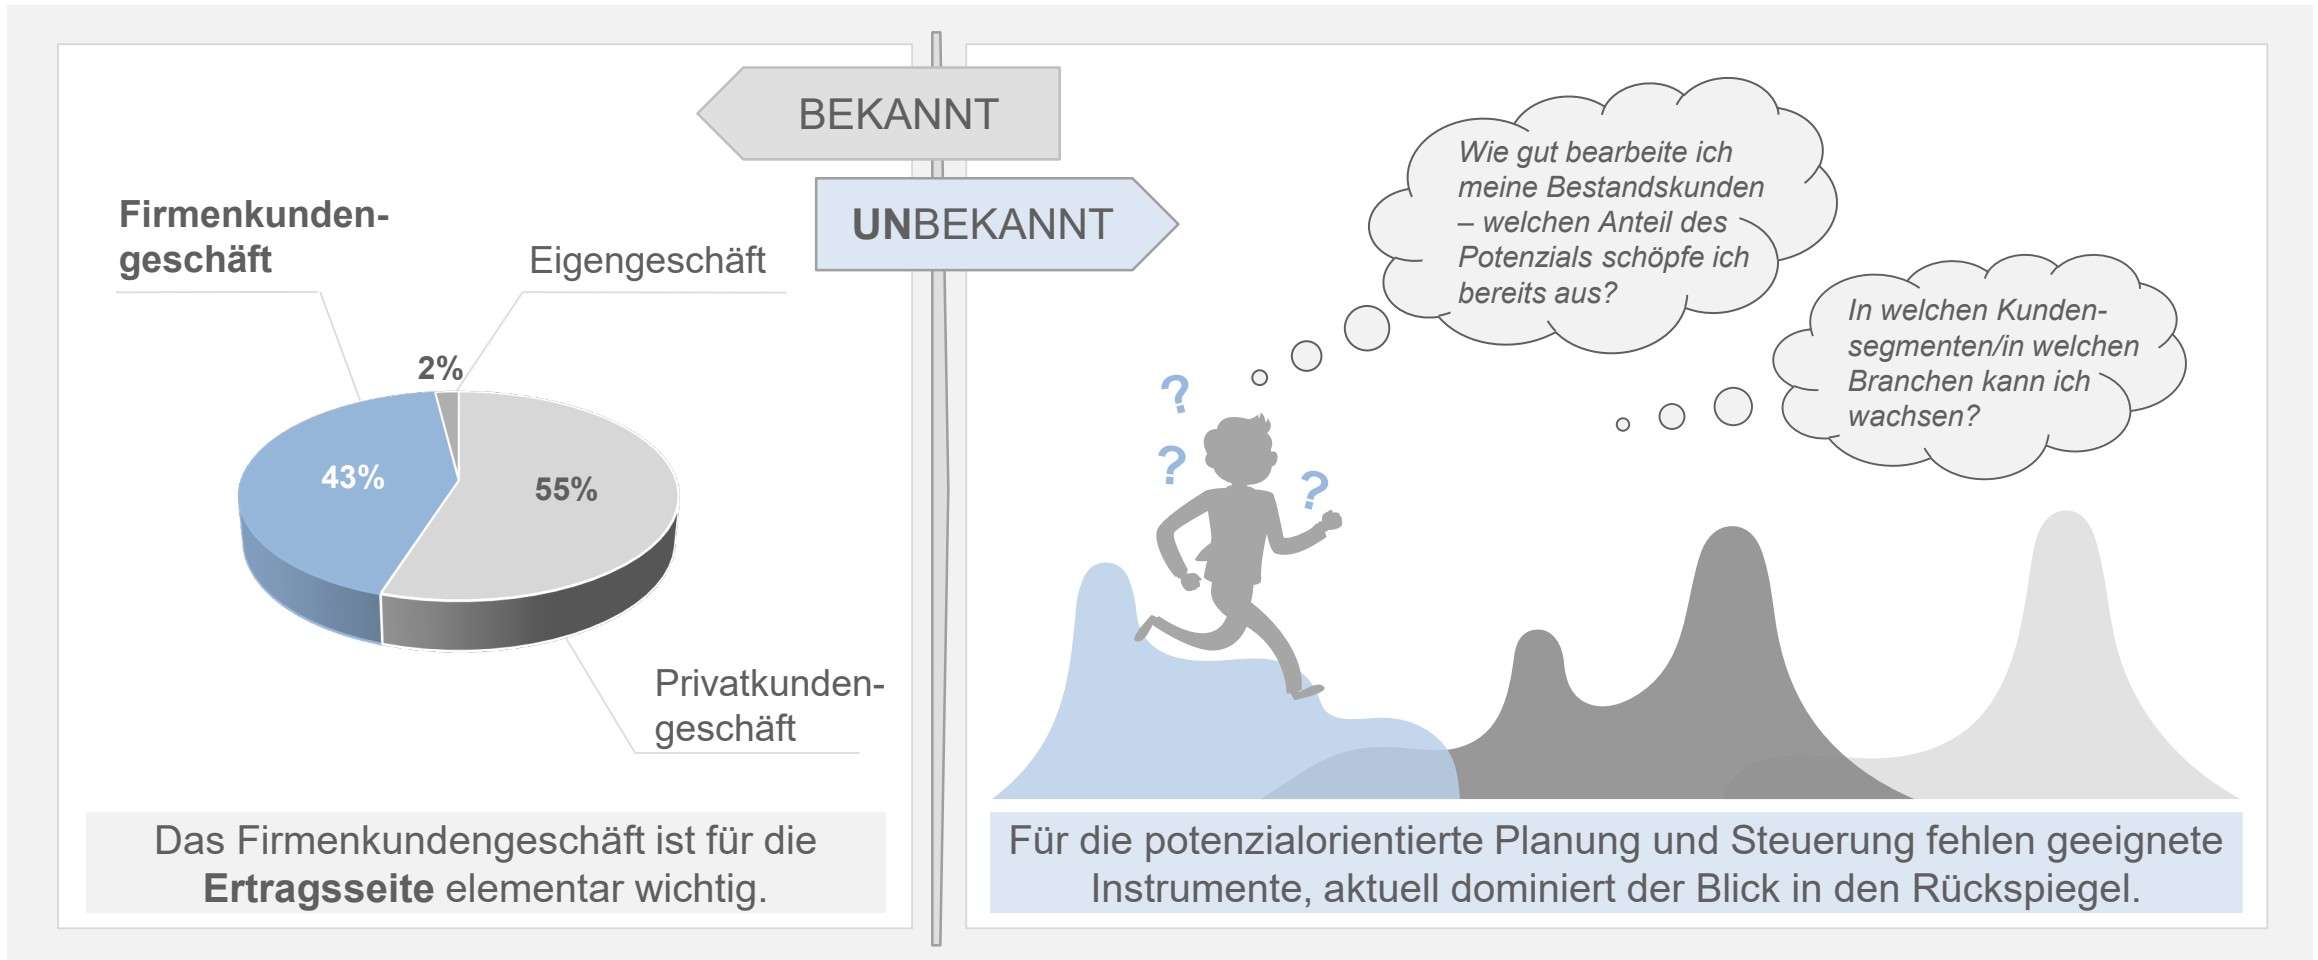 BEKANNT
UNBEKANNT
Firmenkunden-
geschäft
Eigengeschäft
2%
43%
55%
Privatkunden-
geschäft
Das Firmenkundengeschäft ist für die
Ertragsseite elementar wichtig.
Wie gut bearbeite ich
meine Bestandskunden
– welchen Anteil des
Potenzials schöpfe ich
bereits aus?
In welchen Kunden-
segmenten/in welchen
Branchen kann ich
wachsen?
?
?
?
Für die potenzialorientierte Planung und Steuerung fehlen geeignete
Instrumente, aktuell dominiert der Blick in den Rückspiegel.